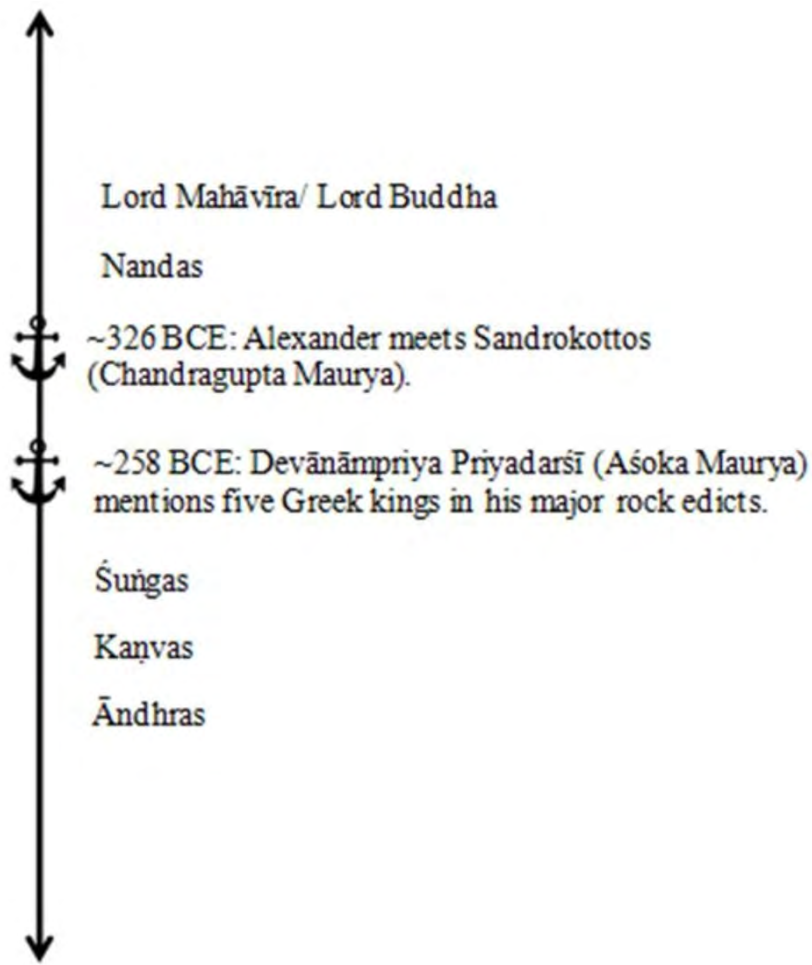 Lord Mahāvīra/ Lord Buddha
Nandas
~326 BCE: Alexander meets Sandrokottos
(Chandragupta Maurya).
~258 BCE: Devānāmpriya Priyadarśī (Aśoka Maurya)
mentions five Greek kings in his major rock edicts.
Śuṅgas
Kaṇvas
Āndhras